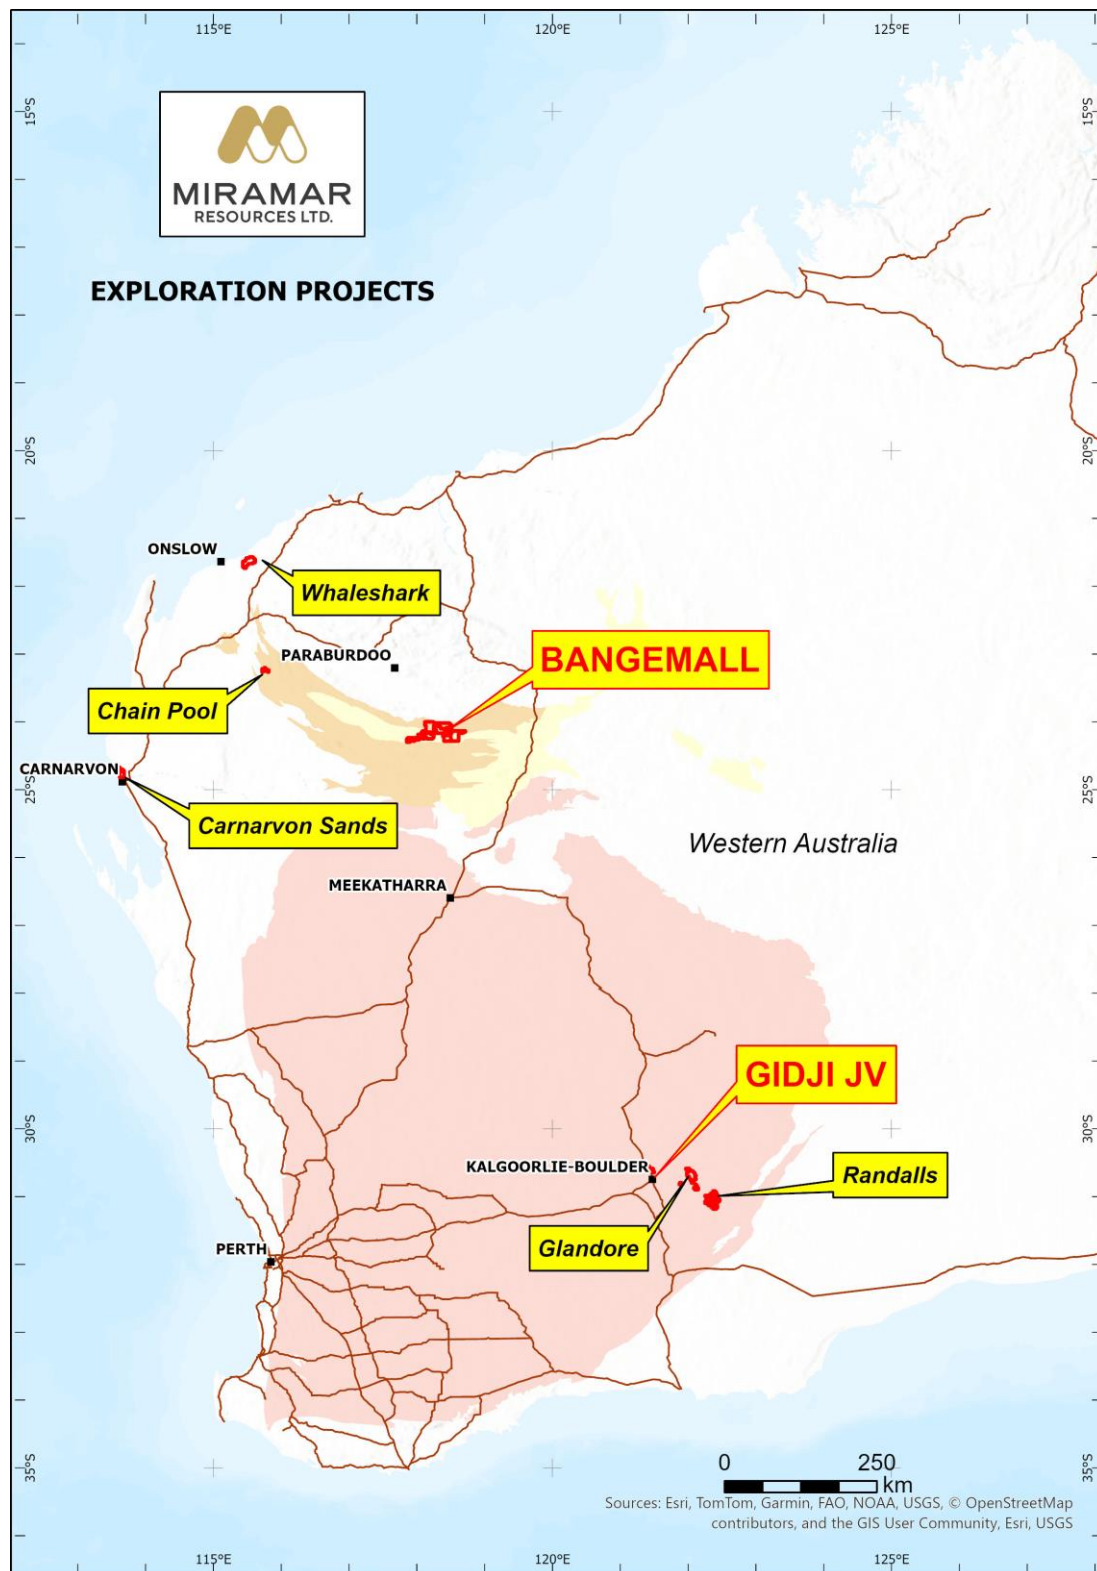 115°E
120°E
125°E
15°S
15°S
MIRAMAR
RESOURCES LTD.
EXPLORATION PROJECTS
20°S
20°S
ONSLOW
Whaleshark
PARABURDOO
BANGEMALL
Chain Pool
CARNARVON
25°S
25°S
Carnarvon Sands
Western Australia
MEEKATHARRA
GIDJI JV
30°S
30°S
KALGOORLIE-BOULDER
Randalls
Glandore
PERTH
0 250
km
35°S
35°S
Sources: Esri, TomTom, Garmin, FAO, NOAA, USGS, © OpenStreetMap
contributors, and the GIS User Community, Esri, USGS
115°E
120°E
125°E